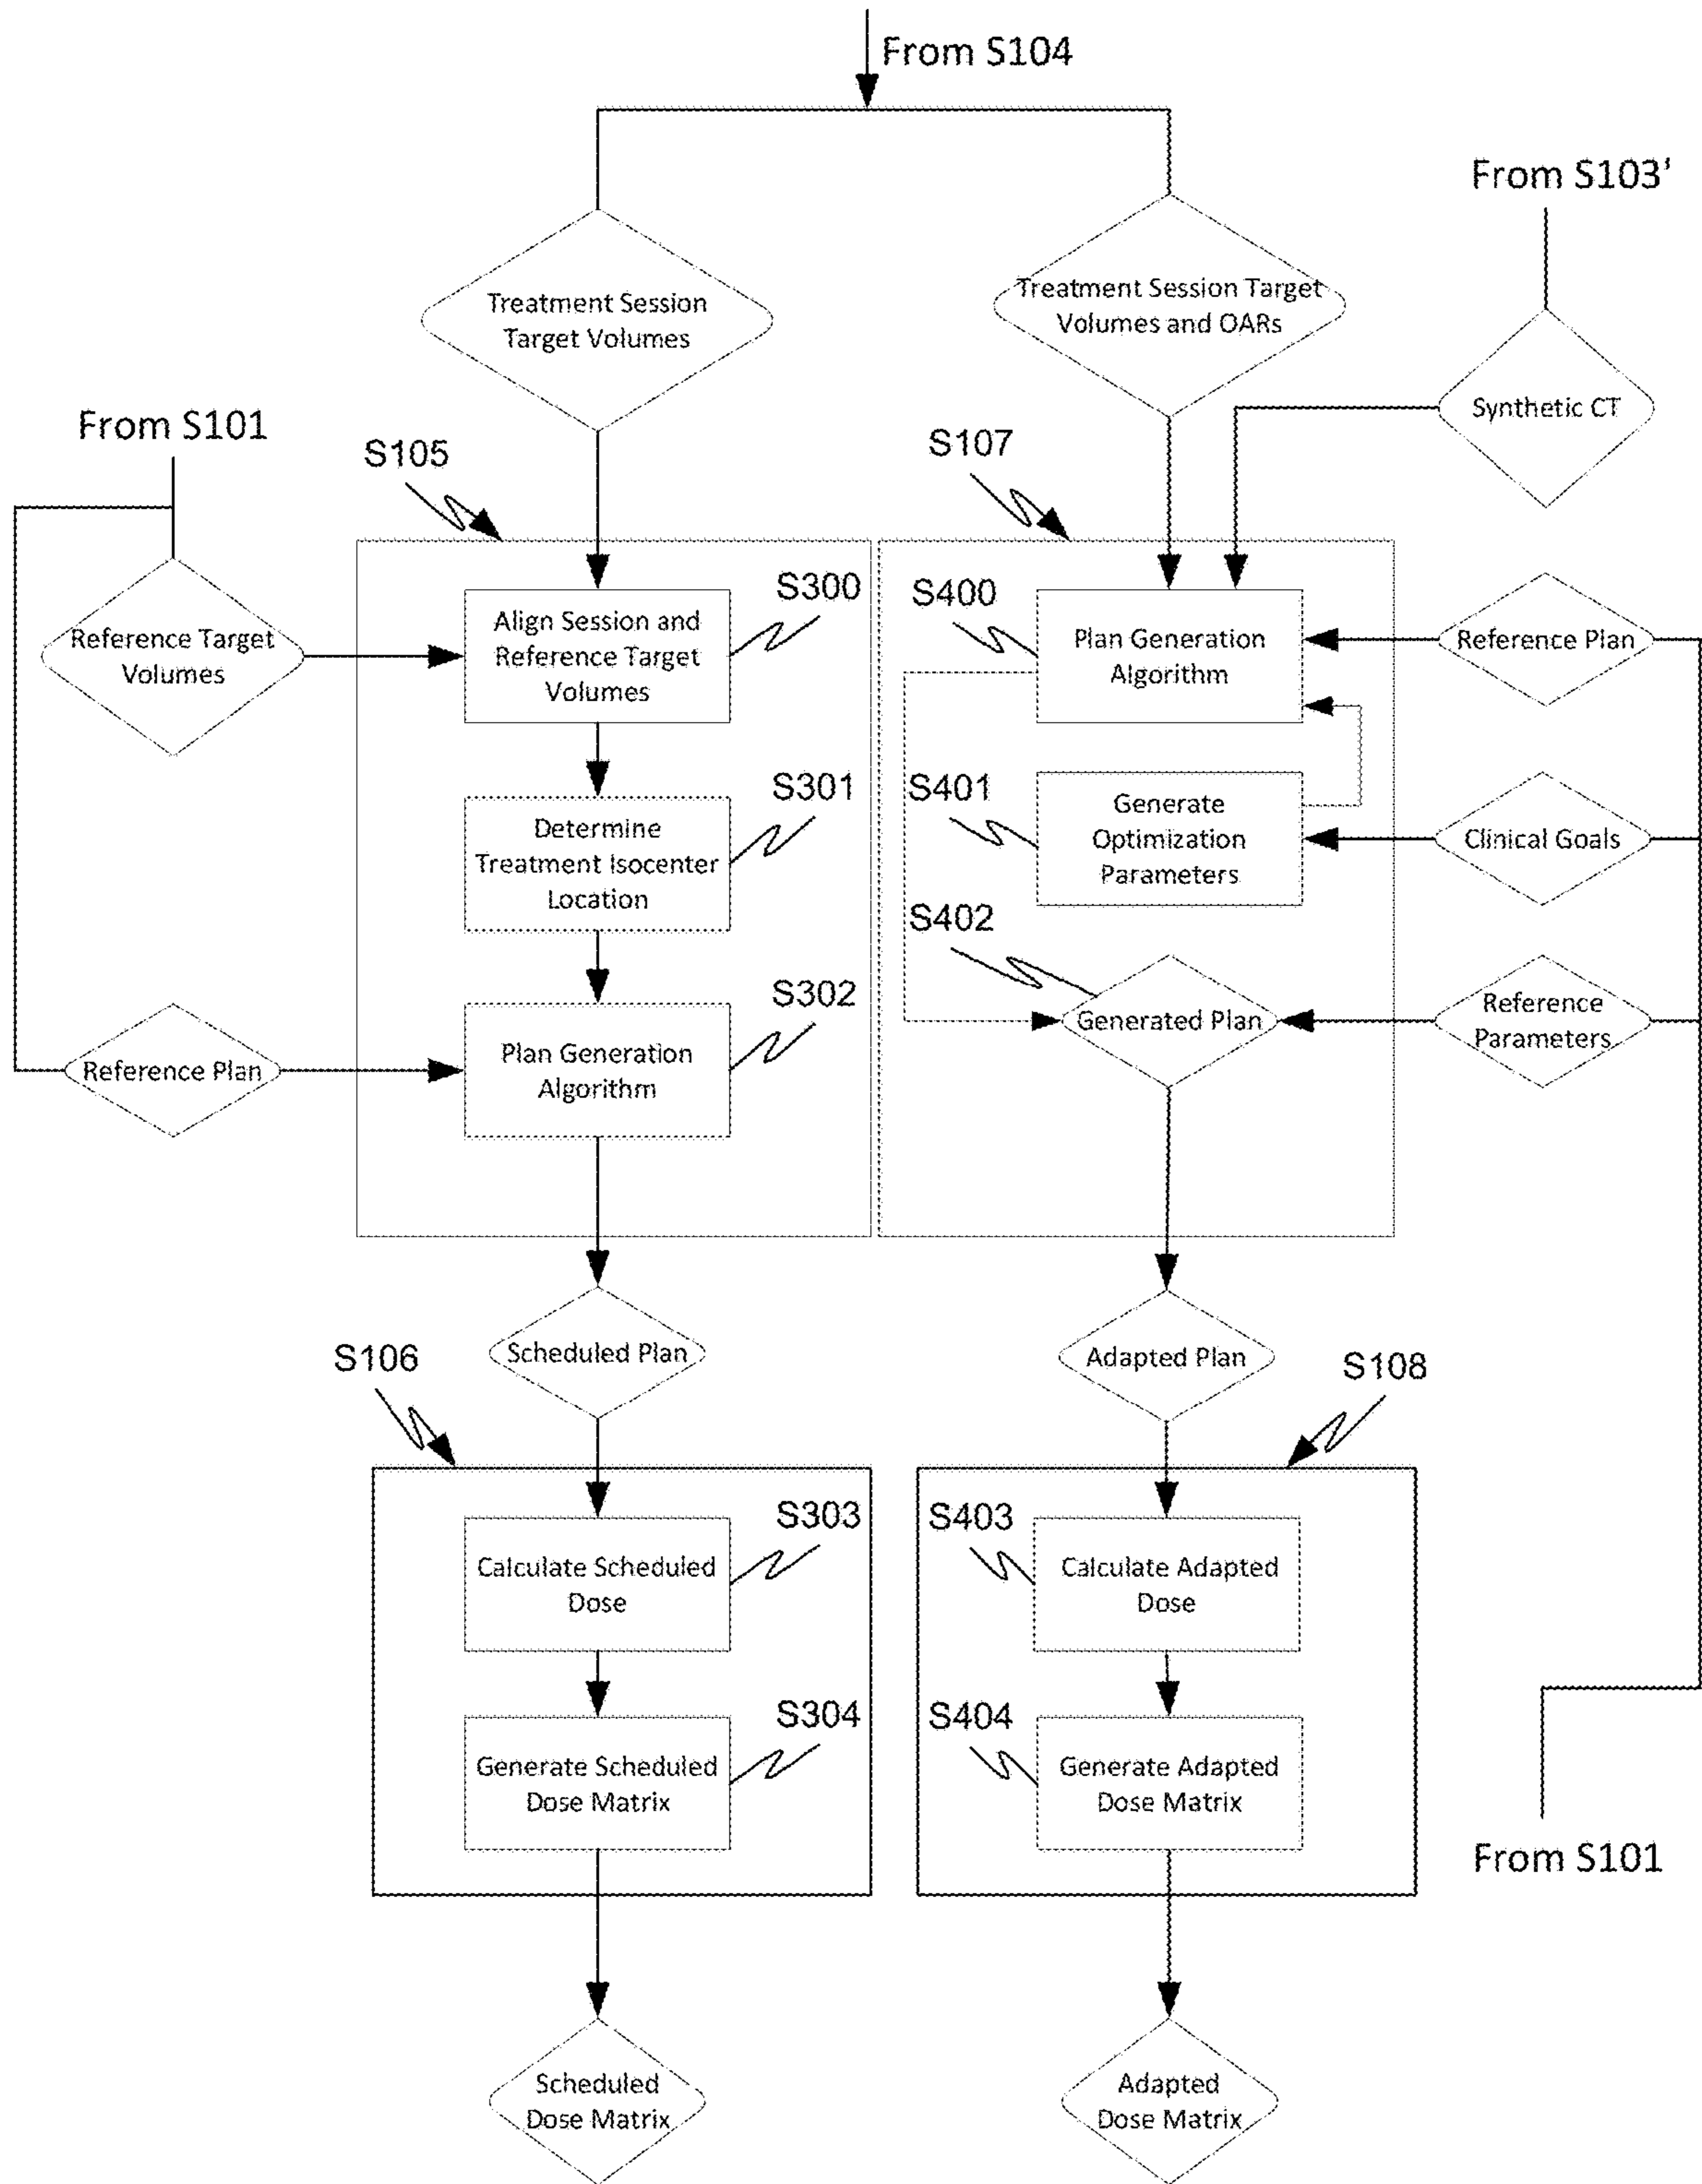 From S104
From S103'
Treatment Session
Target Volumes
Treatment Session Target
Volumes and OARs
Synthetic CT
From S101
S105
S107
S300
S400
Align Session and
Reference Target
Volumes
Plan Generation
Algorithm
Reference Plan
Reference Target
Volumes
S301
S401
Determine
Treatment Isocenter
Location
Generate
Optimization
Parameters
Clinical Goals
S402
S302
Generated Plan
Reference
Parameters
Reference Plan
Plan Generation
Algorithm
S106
Scheduled Plan
Adapted Plan
S108
S303
S403
Calculate Scheduled
Dose
Calculate Adapted
Dose
S304
S404
Generate Scheduled
Dose Matrix
Generate Adapted
Dose Matrix
From S101
Scheduled
Dose Matrix
Adapted
Dose Matrix